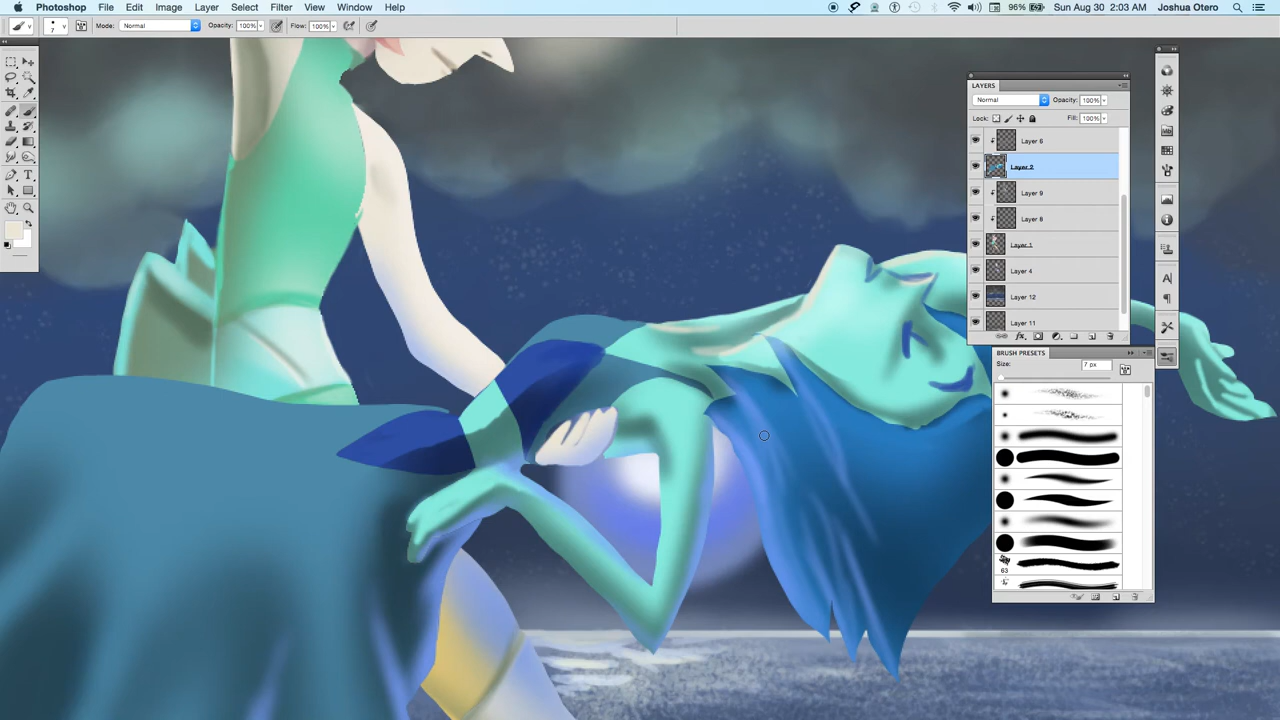 Photoshop File Edit Image Layer Select Filter View Window Help 96% Sun Aug 30 2:03 AM Joshua Otero
7 Mode: Normal Opacity: 100% Flow: 100%
LAYERS
Normal Opacity: 100%
Lock: Fill: 100%
Layer 6
Layer 2
Layer 9
Layer 8
Layer 1
Layer 4
Layer 12
Layer 11
BRUSH PRESETS
Size: 7 px
63